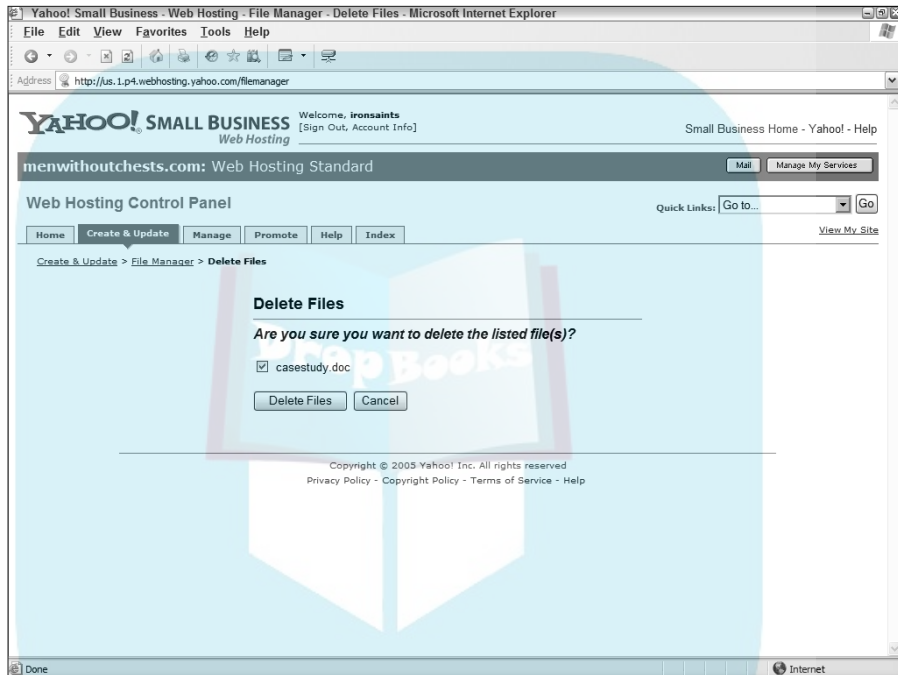 Yahoo! Small Business - Web Hosting - File Manager - Delete Files - Microsoft Internet Explorer
File Edit View Favorites Tools Help
Address http://us.1.p4.webhosting.yahoo.com/filemanager
YAHOO! SMALL BUSINESS
Web Hosting
Welcome, ironsaints
[Sign Out, Account Info]
Small Business Home - Yahoo! - Help
menwithoutchests.com: Web Hosting Standard
Mail Manage My Services
Web Hosting Control Panel
Quick Links: Go to... Go
Home Create & Update Manage Promote Help Index
View My Site
Create & Update > File Manager > Delete Files
Delete Files
Are you sure you want to delete the listed file(s)?
Drop Books
casestudy.doc
Delete Files Cancel
Copyright © 2005 Yahoo! Inc. All rights reserved
Privacy Policy - Copyright Policy - Terms of Service - Help
Done
Internet